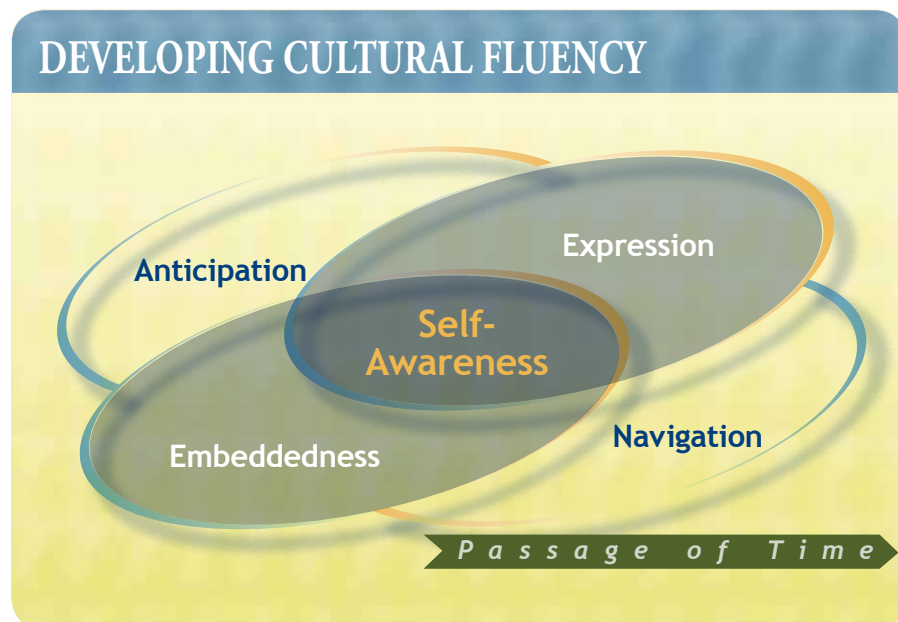 DEVELOPING CULTURAL FLUENCY
Expression
Anticipation
Self-
Awareness
Navigation
Embeddedness
Passage of Time